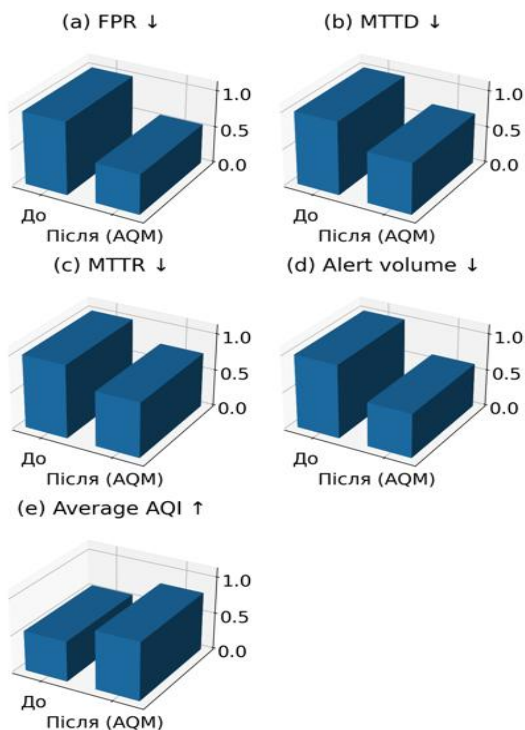 (a) FPR ↓
1.0
0.5
0.0
До
Після (AQM)
(b) MTTD ↓
1.0
0.5
0.0
До
Після (AQM)
(c) MTTR ↓
1.0
0.5
0.0
До
Після (AQM)
(d) Alert volume ↓
1.0
0.5
0.0
До
Після (AQM)
(e) Average AQI ↑
1.0
0.5
0.0
До
Після (AQM)